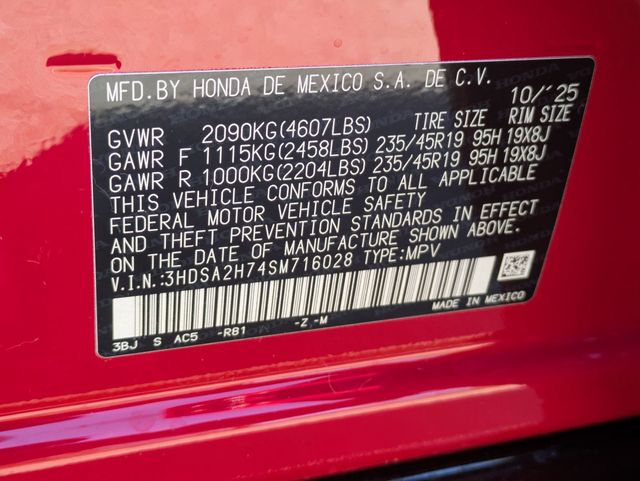 MFD.BY HONDA DE MEXICO S.A. DE C.V.
10/'25
GVWR 2090KG(4607LBS) TIRE SIZE RIM SIZE
GAWR F 1115KG(2458LBS) 235/45R19 95H 19X8J
GAWR R 1000KG(2204LBS) 235/45R19 95H 19X8J
THIS VEHICLE CONFORMS TO ALL APPLICABLE
FEDERAL MOTOR VEHICLE SAFETY
AND THEFT PREVENTION STANDARDS IN EFFECT
ON THE DATE OF MANUFACTURE SHOWN ABOVE.
V.I.N.:3HDSA2H74SM716028 TYPE:MPV
MADE IN MEXICO
3BJ S AC5 -R81 -Z-M